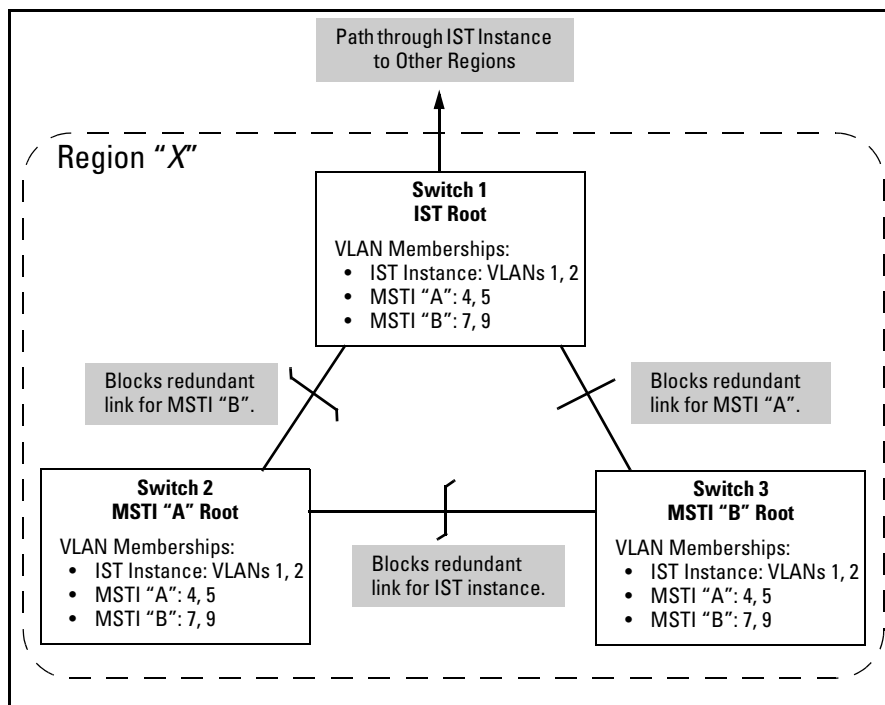 Path through IST Instance
to Other Regions
Region “X”
Switch 1
IST Root
VLAN Memberships:
• IST Instance: VLANs 1, 2
• MSTI “A”: 4, 5
• MSTI “B”: 7, 9
Blocks redundant
link for MSTI “B”.
Blocks redundant
link for MSTI “A”.
Switch 2
MSTI “A” Root
VLAN Memberships:
• IST Instance: VLANs 1, 2
• MSTI “A”: 4, 5
• MSTI “B”: 7, 9
Blocks redundant
link for IST instance.
Switch 3
MSTI “B” Root
VLAN Memberships:
• IST Instance: VLANs 1, 2
• MSTI “A”: 4, 5
• MSTI “B”: 7, 9